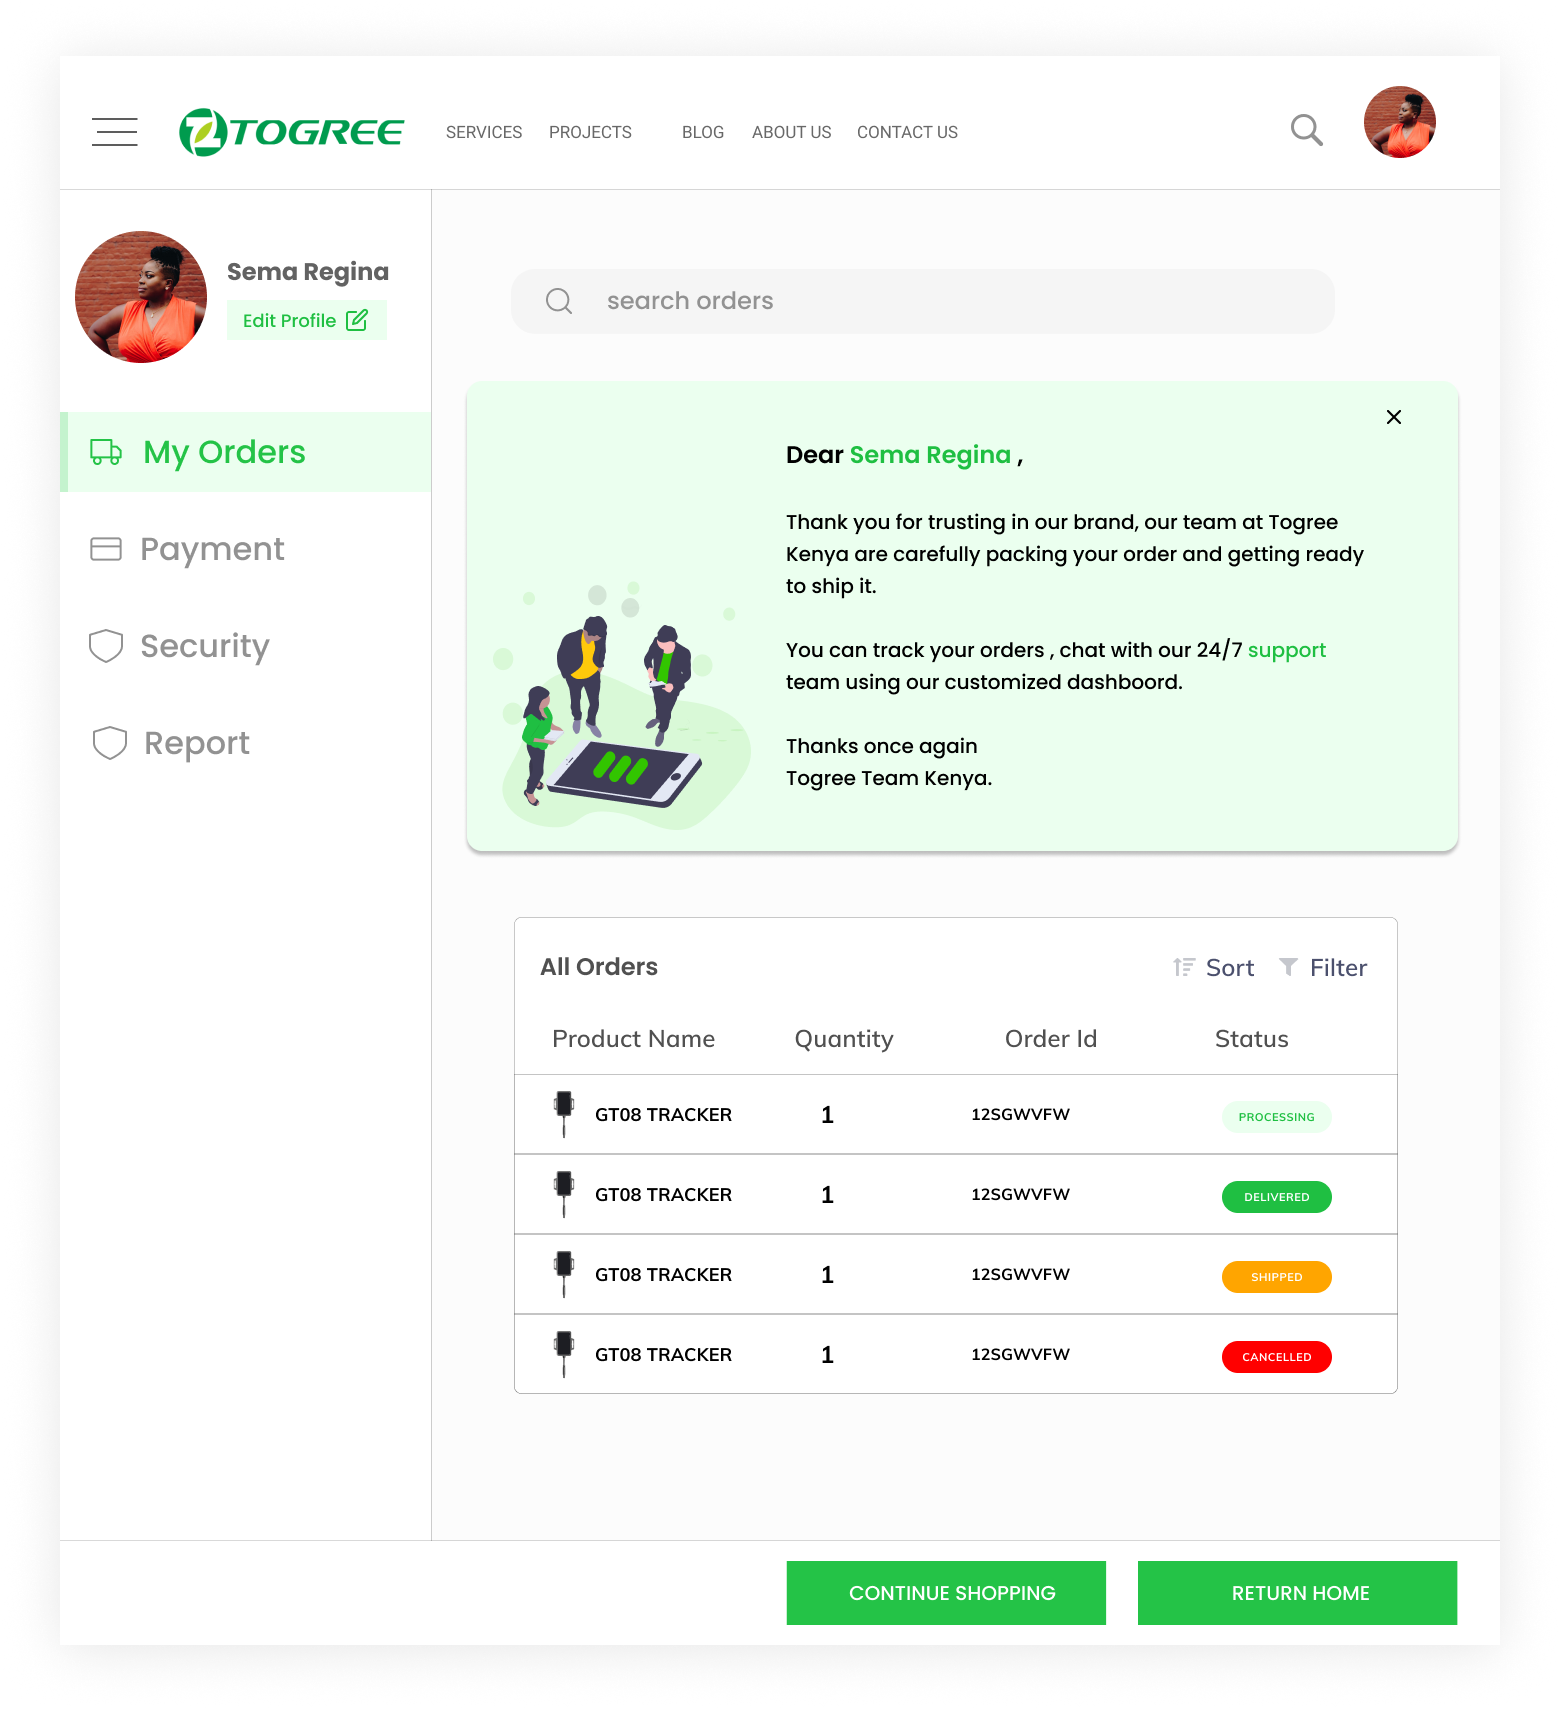 TOGREE
SERVICES PROJECTS BLOG ABOUT US CONTACT US
Sema Regina
Edit Profile
My Orders
Payment
Security
Report
search orders
Dear Sema Regina ,
Thank you for trusting in our brand, our team at Togree
Kenya are carefully packing your order and getting ready
to ship it.
You can track your orders , chat with our 24/7 support
team using our customized dashboord.
Thanks once again
Togree Team Kenya.
All Orders Sort Filter
Product Name Quantity Order Id Status
GT08 TRACKER 1 12SGWVFW PROCESSING
GT08 TRACKER 1 12SGWVFW DELIVERED
GT08 TRACKER 1 12SGWVFW SHIPPED
GT08 TRACKER 1 12SGWVFW CANCELLED
CONTINUE SHOPPING RETURN HOME